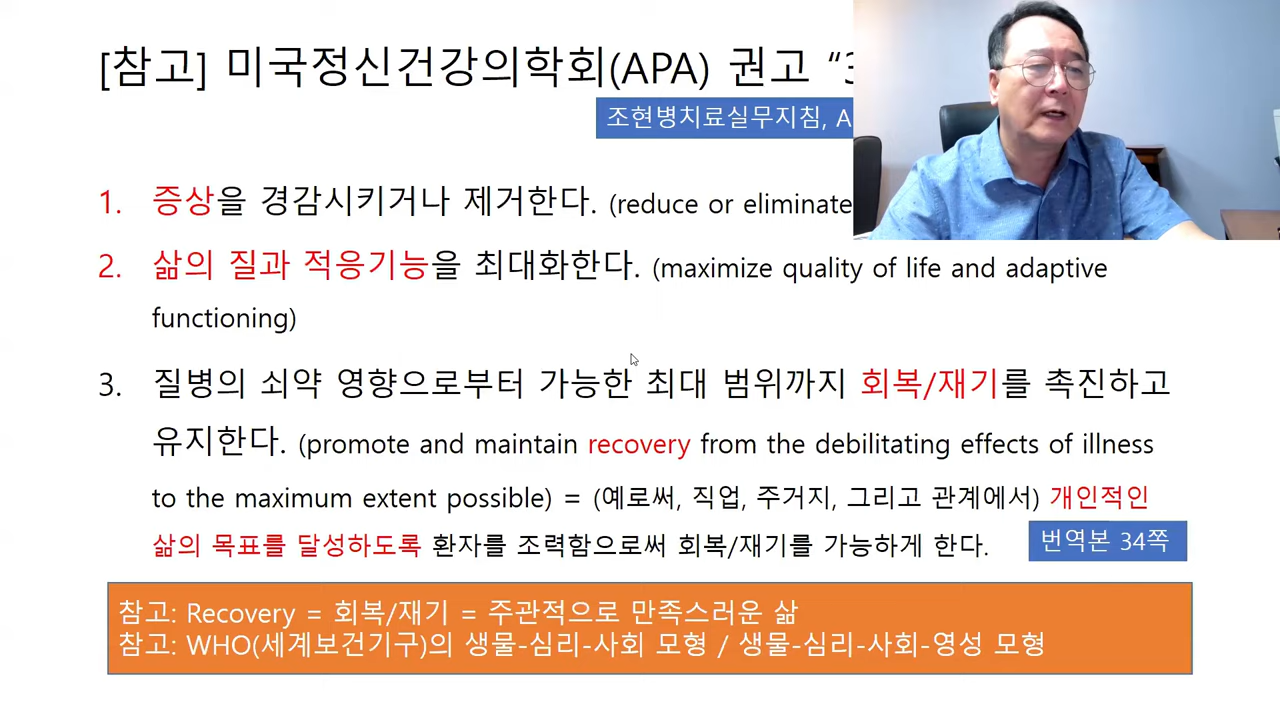 [참고] 미국정신건강의학회(APA) 권고 “3
조현병치료실무지침, A
1. 증상을 경감시키거나 제거한다. (reduce or eliminate
2. 삶의 질과 적응기능을 최대화한다. (maximize quality of life and adaptive
functioning)
3. 질병의 쇠약 영향으로부터 가능한 최대 범위까지 회복/재기를 촉진하고
유지한다. (promote and maintain recovery from the debilitating effects of illness
to the maximum extent possible) = (예로써, 직업, 주거지, 그리고 관계에서) 개인적인
삶의 목표를 달성하도록 환자를 조력함으로써 회복/재기를 가능하게 한다.
번역본 34쪽
참고: Recovery = 회복/재기 = 주관적으로 만족스러운 삶
참고: WHO(세계보건기구)의 생물-심리-사회 모형 / 생물-심리-사회-영성 모형